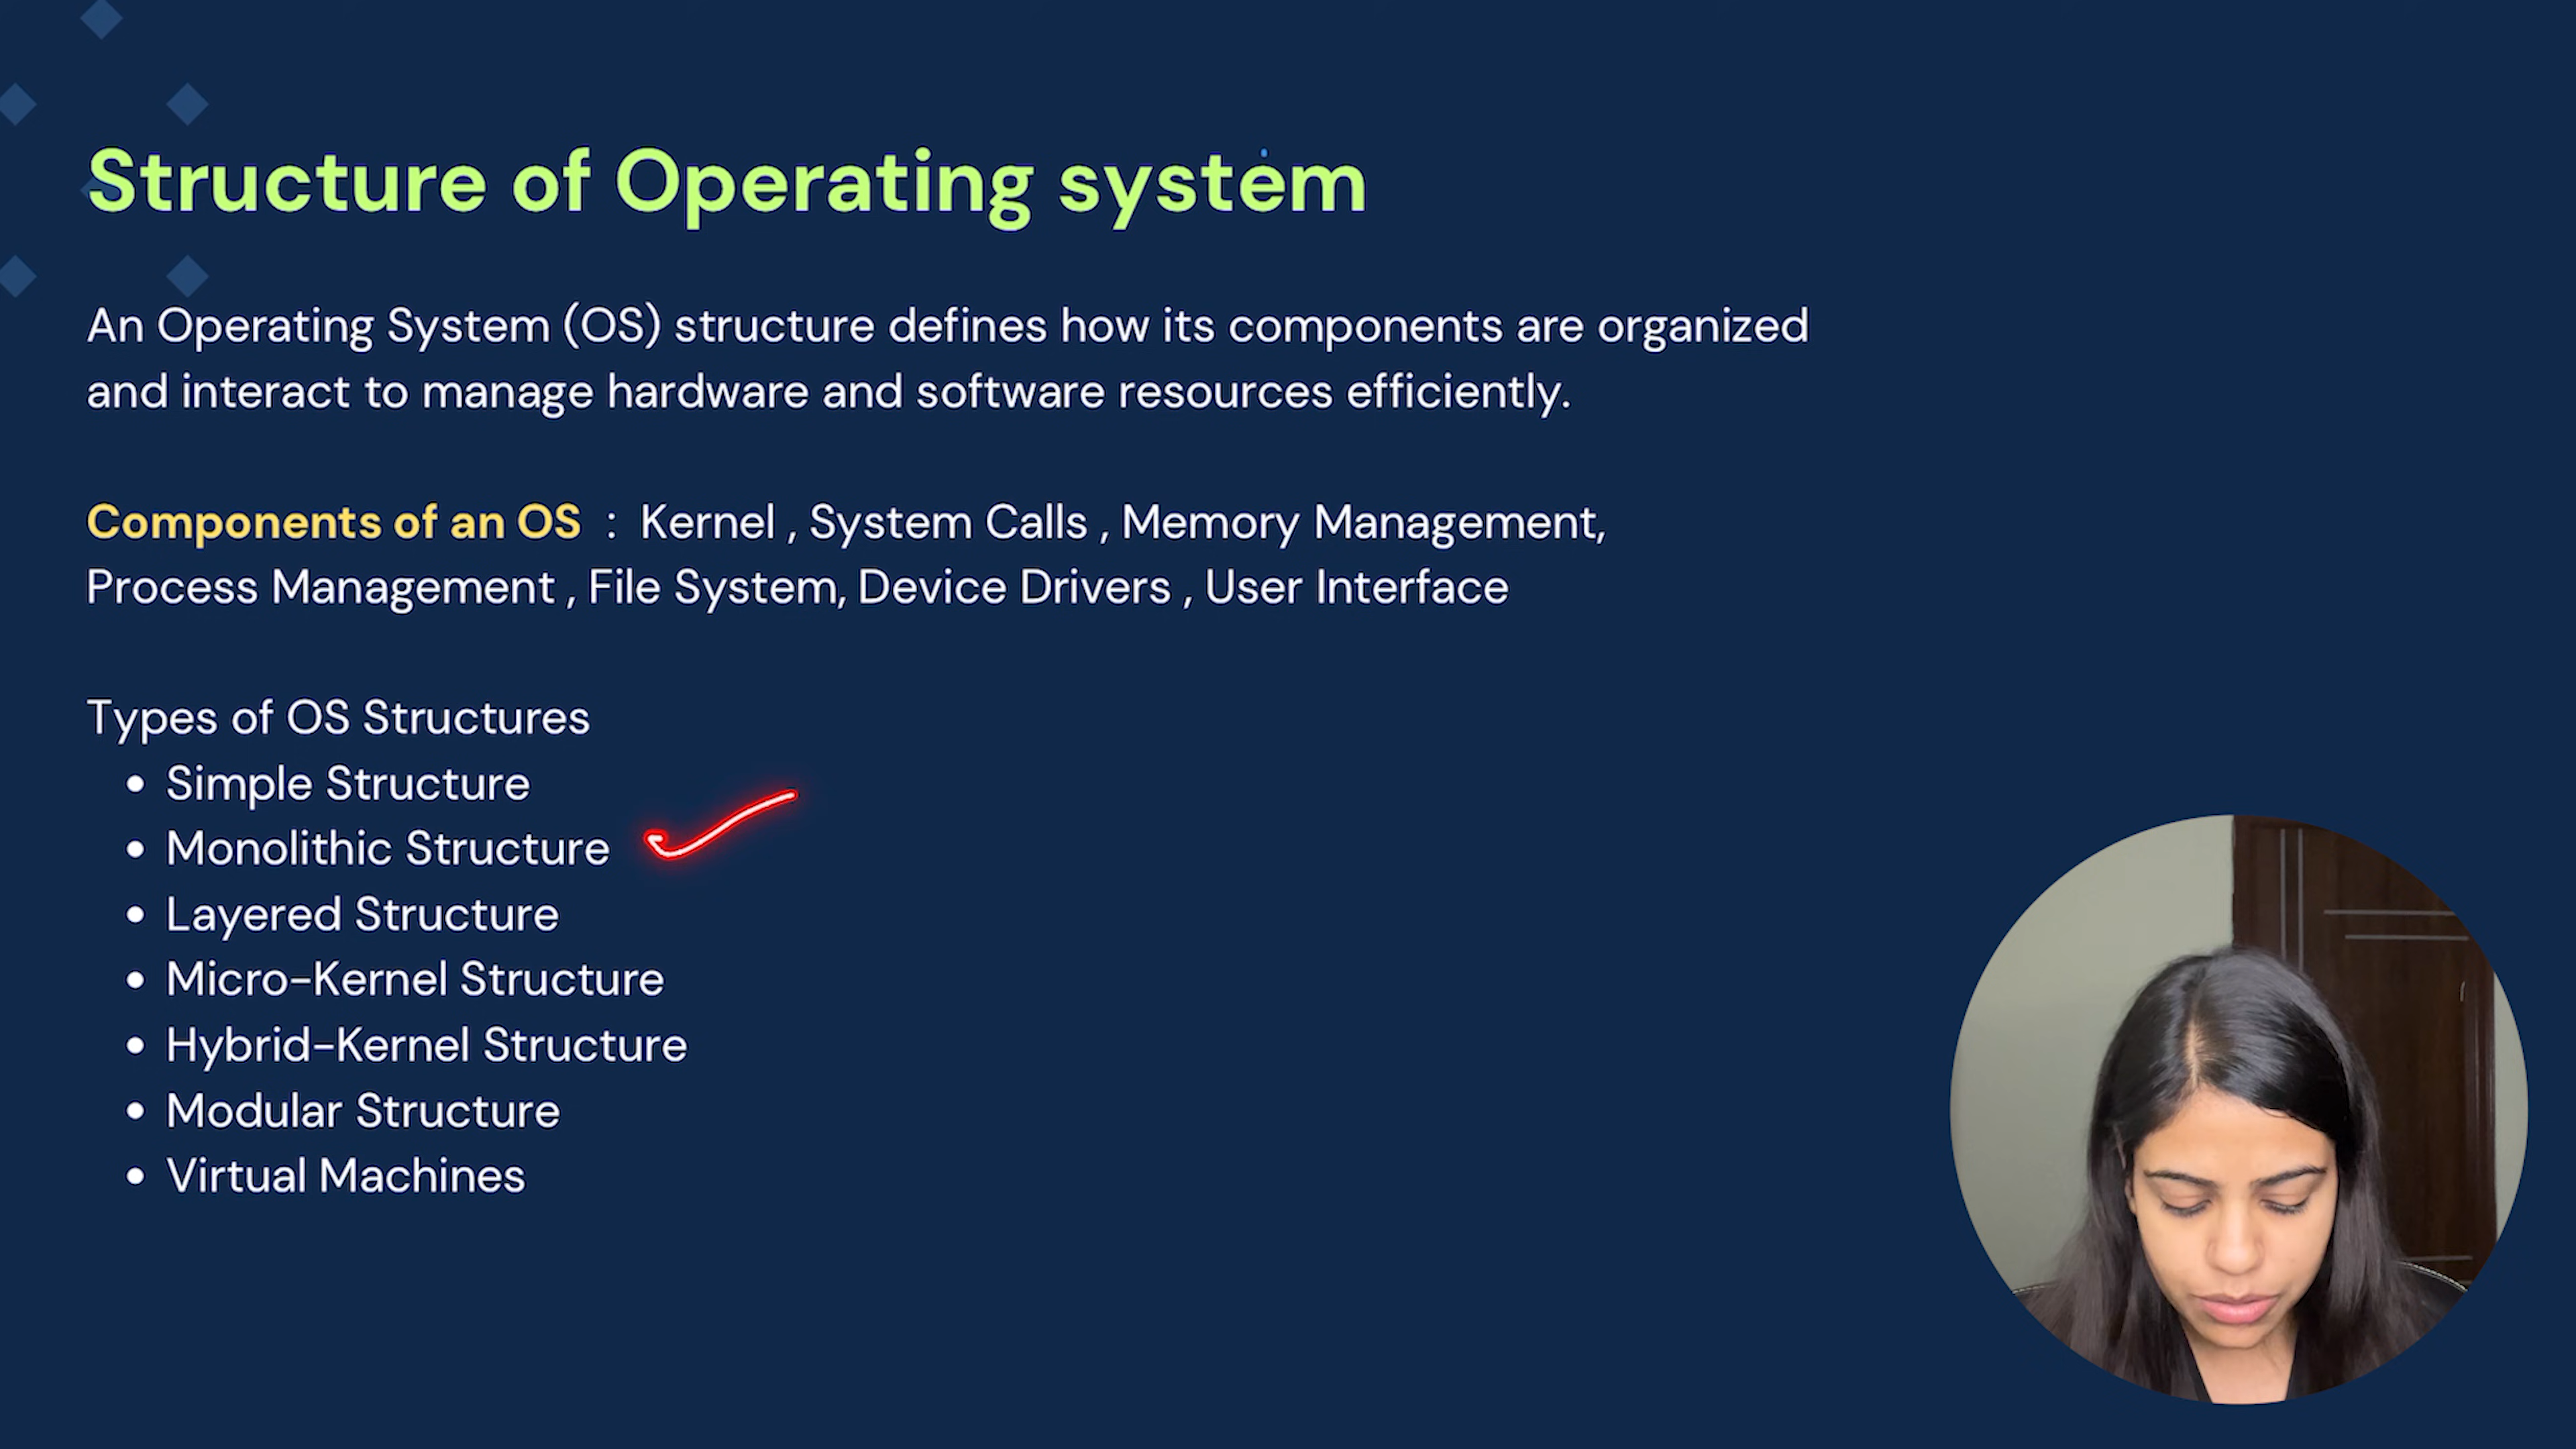 Structure of Operating system
An Operating System (OS) structure defines how its components are organized
and interact to manage hardware and software resources efficiently.
Components of an OS : Kernel , System Calls , Memory Management,
Process Management , File System, Device Drivers , User Interface
Types of OS Structures
• Simple Structure
• Monolithic Structure
• Layered Structure
• Micro-Kernel Structure
• Hybrid-Kernel Structure
• Modular Structure
• Virtual Machines